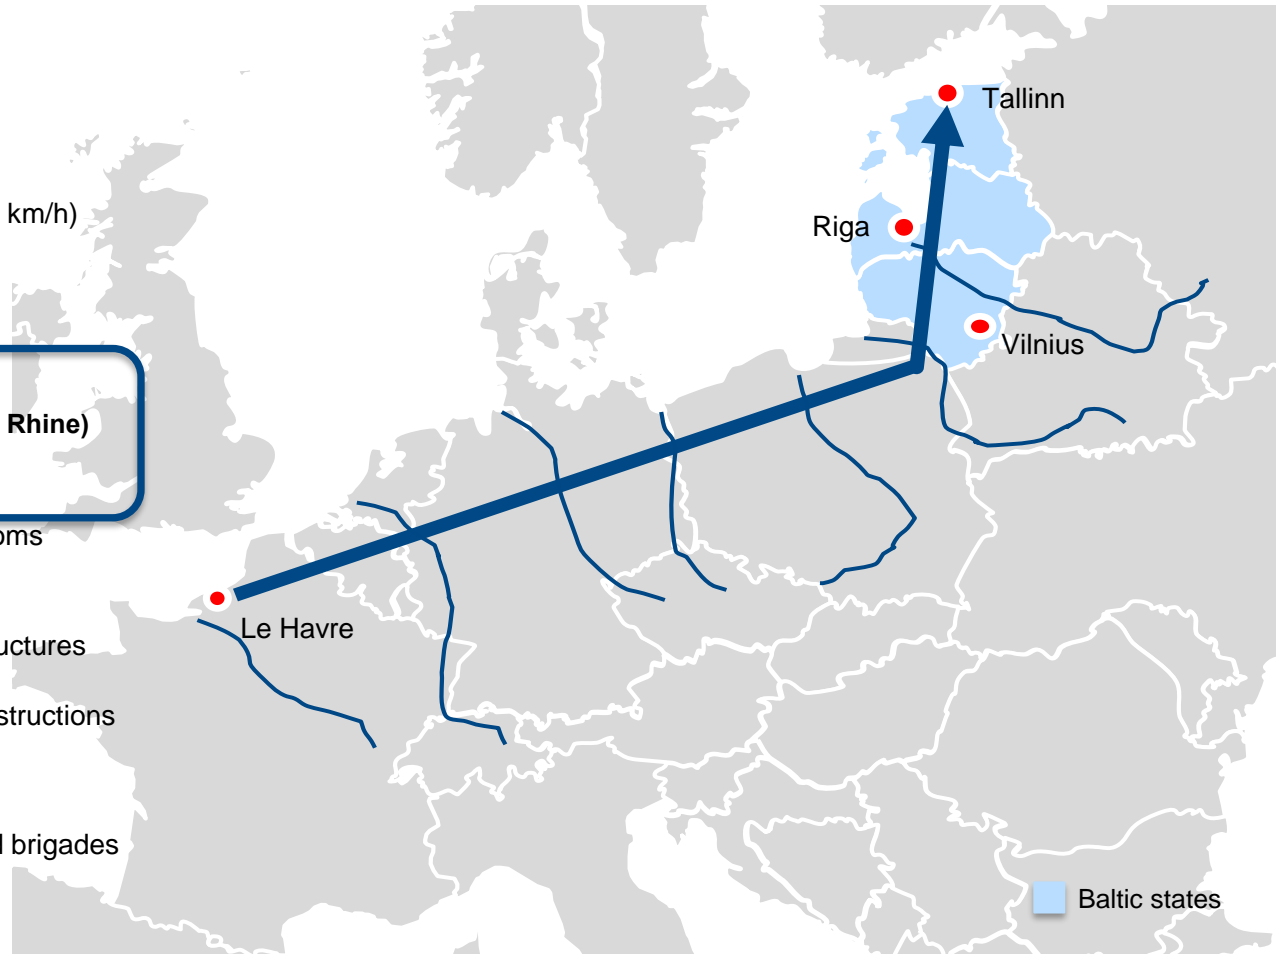 Tallinn
km/h)
Riga
Vilnius
Rhine)
oms
Le Havre
uctures
structions
l brigades
Baltic states